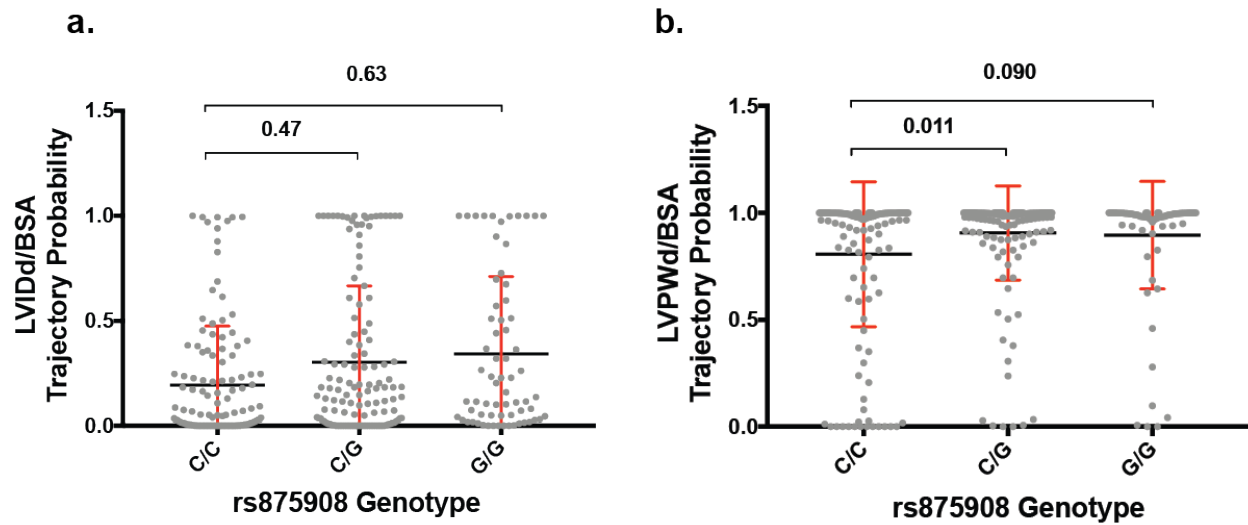 a.
0.63
0.47
LVIDd/BSA
Trajectory Probability
1.5
1.0
0.5
0.0
C/C
C/G
G/G
rs875908 Genotype
b.
0.090
0.011
LVPWd/BSA
Trajectory Probability
1.5
1.0
0.5
0.0
C/C
C/G
G/G
rs875908 Genotype